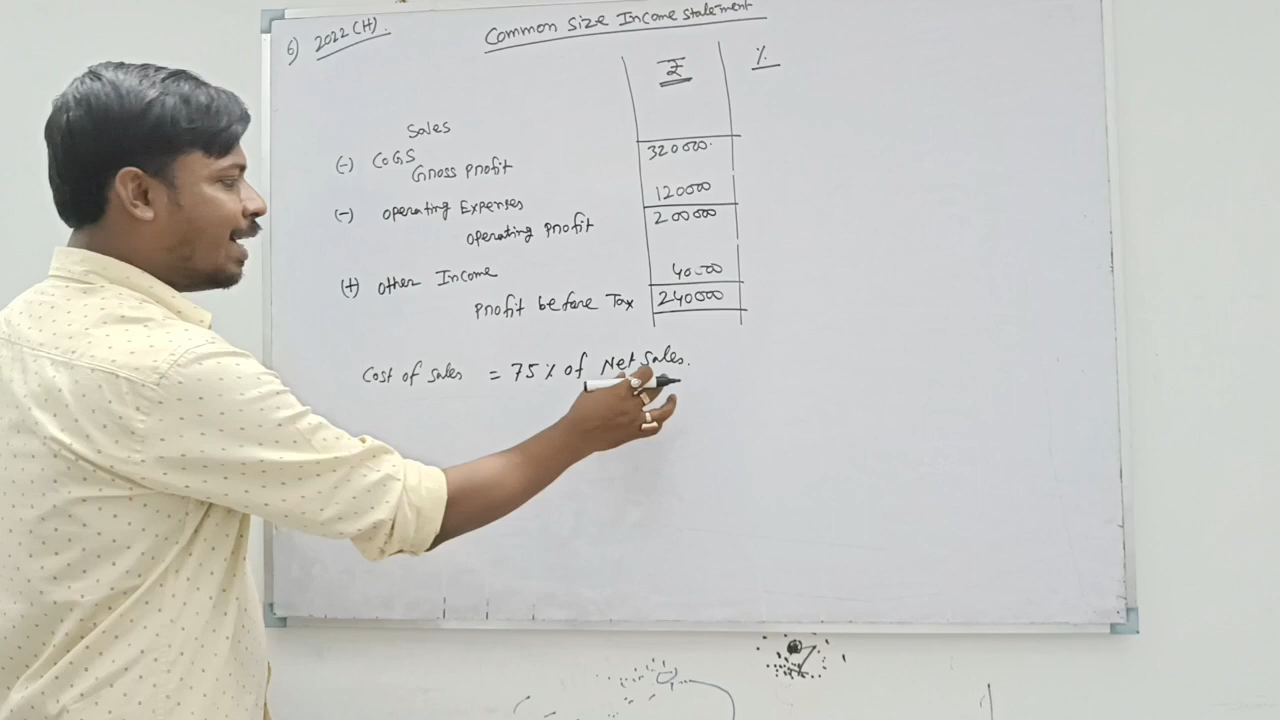 6) 2022(H).
Common Size Income statement
₹ %
Sales
(-) COGS
Gross Profit 320000.
(-) Operating Expenses 120000
Operating Profit 200000
(+) Other Income 40000
Profit before Tax 240000
Cost of sales = 75% of Net Sales.